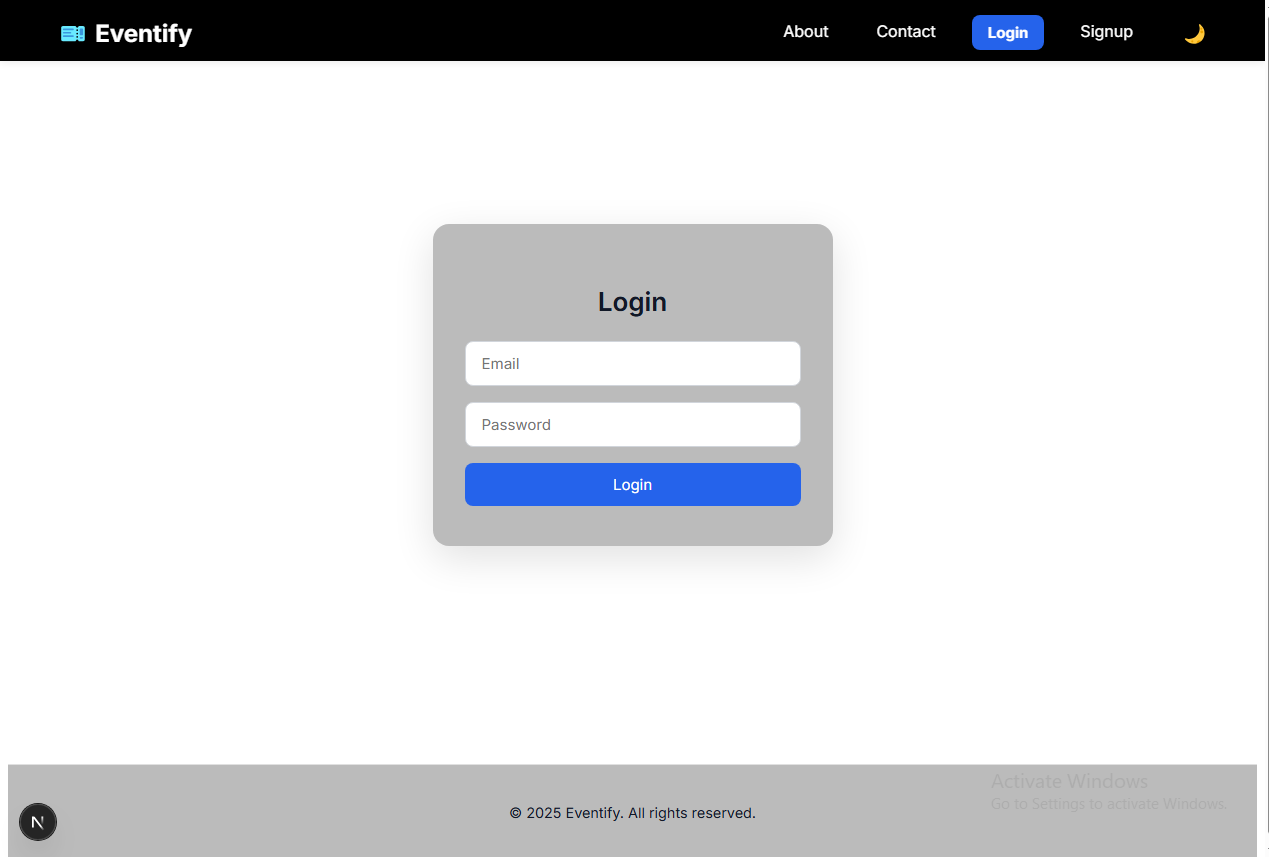 Eventify
About
Contact
Login
Signup
Login
Email
Password
Login
Activate Windows
Go to Settings to activate Windows.
© 2025 Eventify. All rights reserved.
N